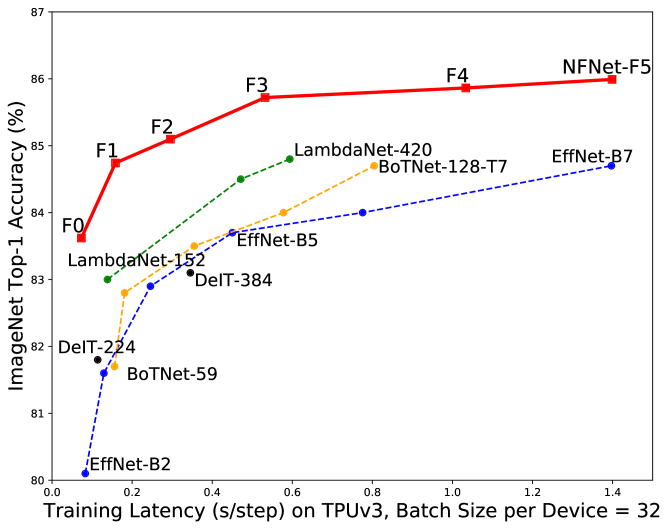 87
86
85
84
83
82
81
80
ImageNet Top-1 Accuracy (%)
NFNet-F5
F4
F3
F2
F1
F0
LambdaNet-420
BoTNet-128-T7
EffNet-B7
EffNet-B5
LambdaNet-152
DeIT-384
DeIT-224
BoTNet-59
EffNet-B2
0.0 0.2 0.4 0.6 0.8 1.0 1.2 1.4
Training Latency (s/step) on TPUv3, Batch Size per Device = 32